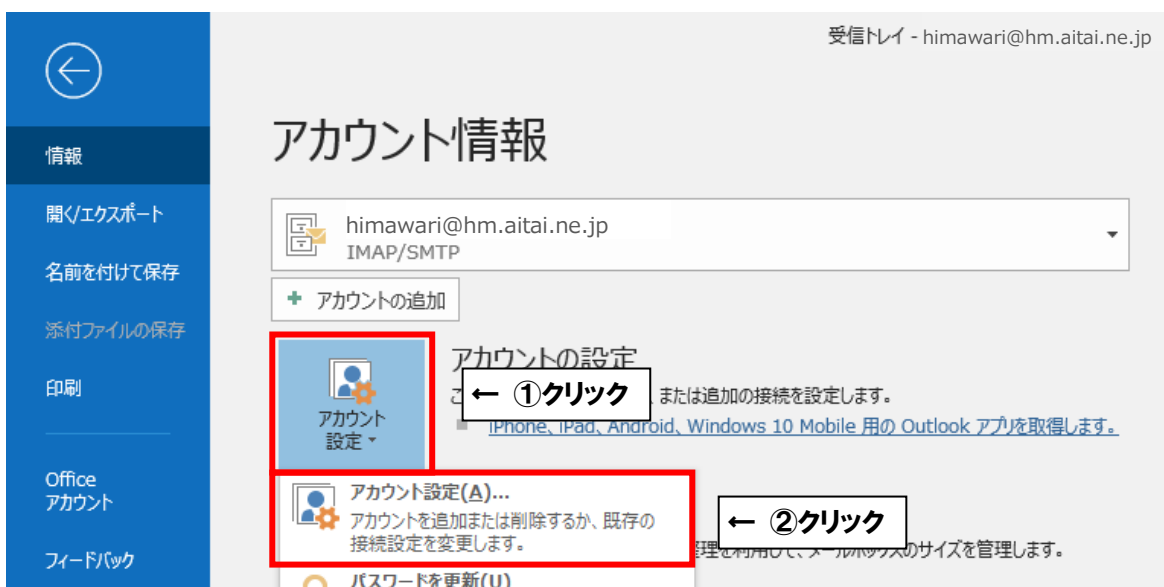 受信トレイ - himawari@hm.aitai.ne.jp
情報
開く/エクスポート
名前を付けて保存
添付ファイルの保存
印刷
Office
アカウント
フィードバック
アカウント情報
himawari@hm.aitai.ne.jp
IMAP/SMTP
アカウントの追加
アカウント
設定
アカウントの設定
← ①クリック
または追加の接続を設定します。
iPhone、iPad、Android、Windows 10 Mobile 用の Outlook アプリを取得します。
アカウント設定(A)...
アカウントを追加または削除するか、既存の
接続設定を変更します。
← ②クリック
理を利用して、メールボックスのサイズを管理します。
パスワードを更新(U)